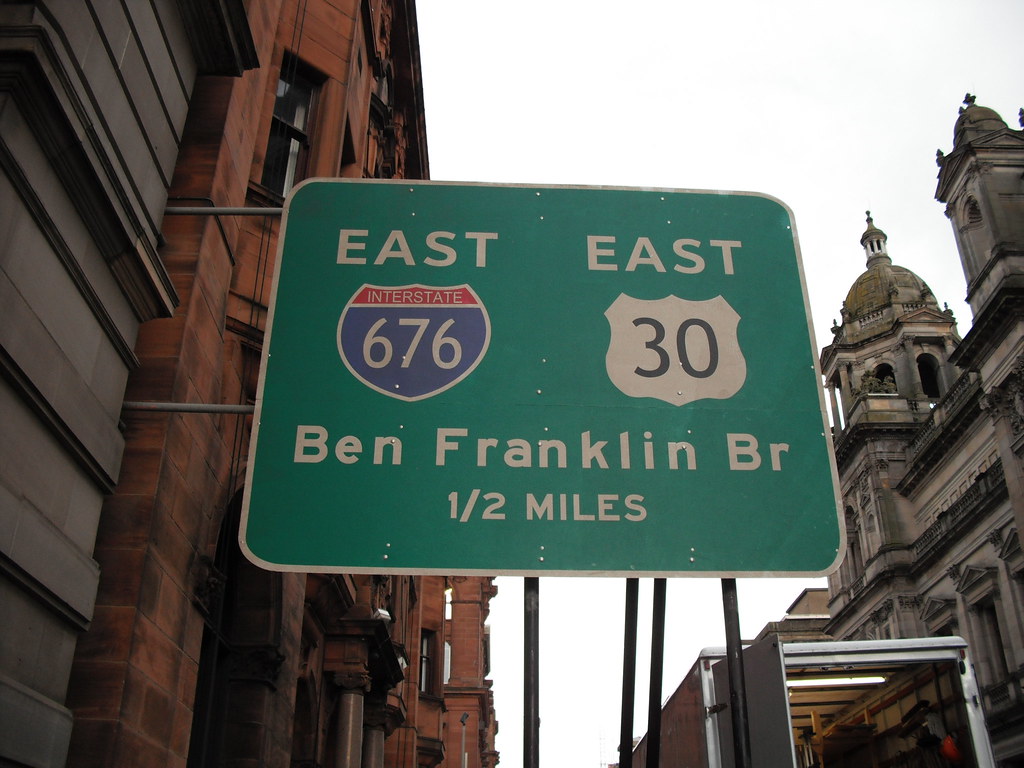 EAST EAST
INTERSTATE
676 30
Ben Franklin Br
1/2 MILES